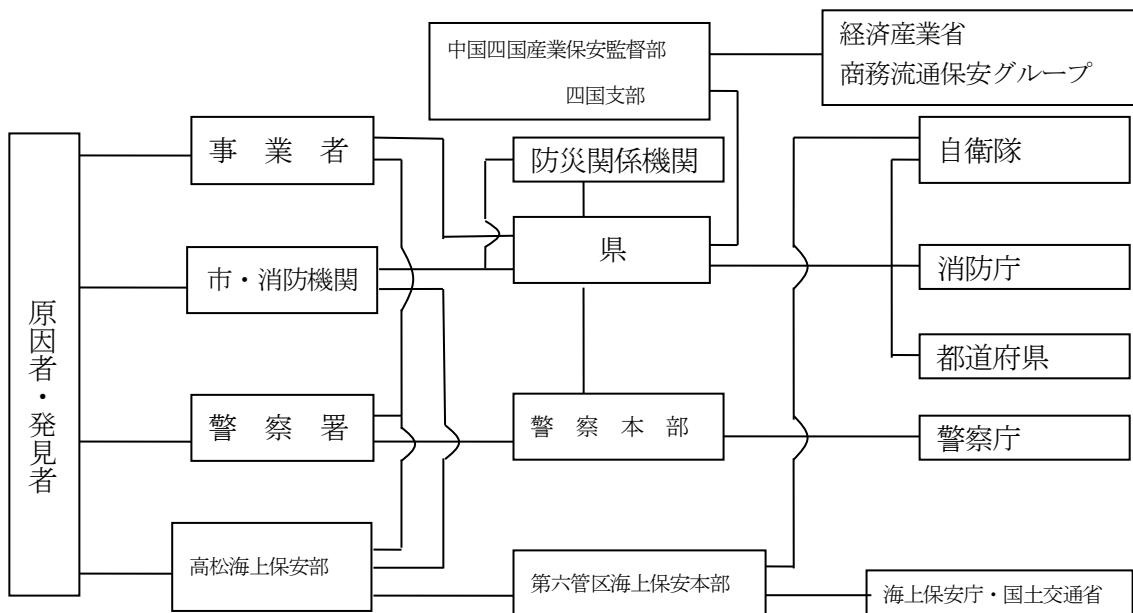 中国四国産業保安監督部
四国支部
経済産業省
商務流通保安グループ
原因者・発見者
事　業　者
防災関係機関
自衛隊
県
市・消防機関
消防庁
都道府県
警　察　署
警　察　本　部
警察庁
高松海上保安部
第六管区海上保安本部
海上保安庁・国土交通省